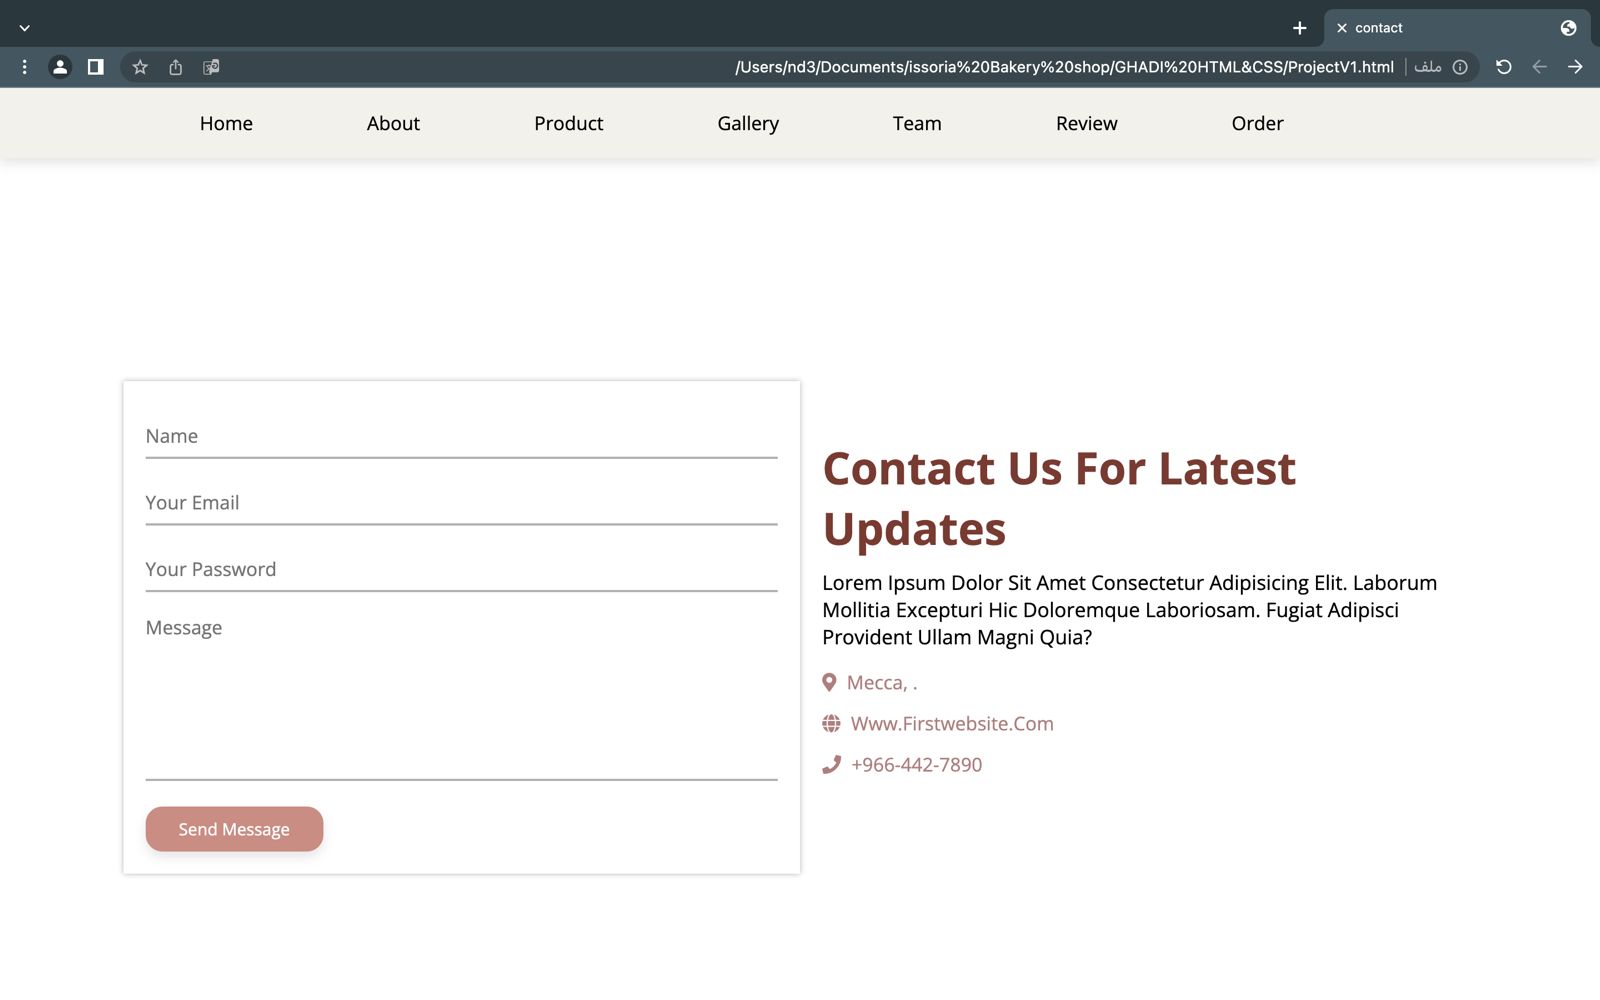 contact
/Users/nd3/Documents/issoria%20Bakery%20shop/GHADI%20HTML&CSS/ProjectV1.html ملف
Home About Product Gallery Team Review Order
Name
Your Email
Your Password
Message
Send Message
Contact Us For Latest
Updates
Lorem Ipsum Dolor Sit Amet Consectetur Adipisicing Elit. Laborum
Mollitia Excepturi Hic Doloremque Laboriosam. Fugiat Adipisci
Provident Ullam Magni Quia?
Mecca, .
Www.Firstwebsite.Com
+966-442-7890